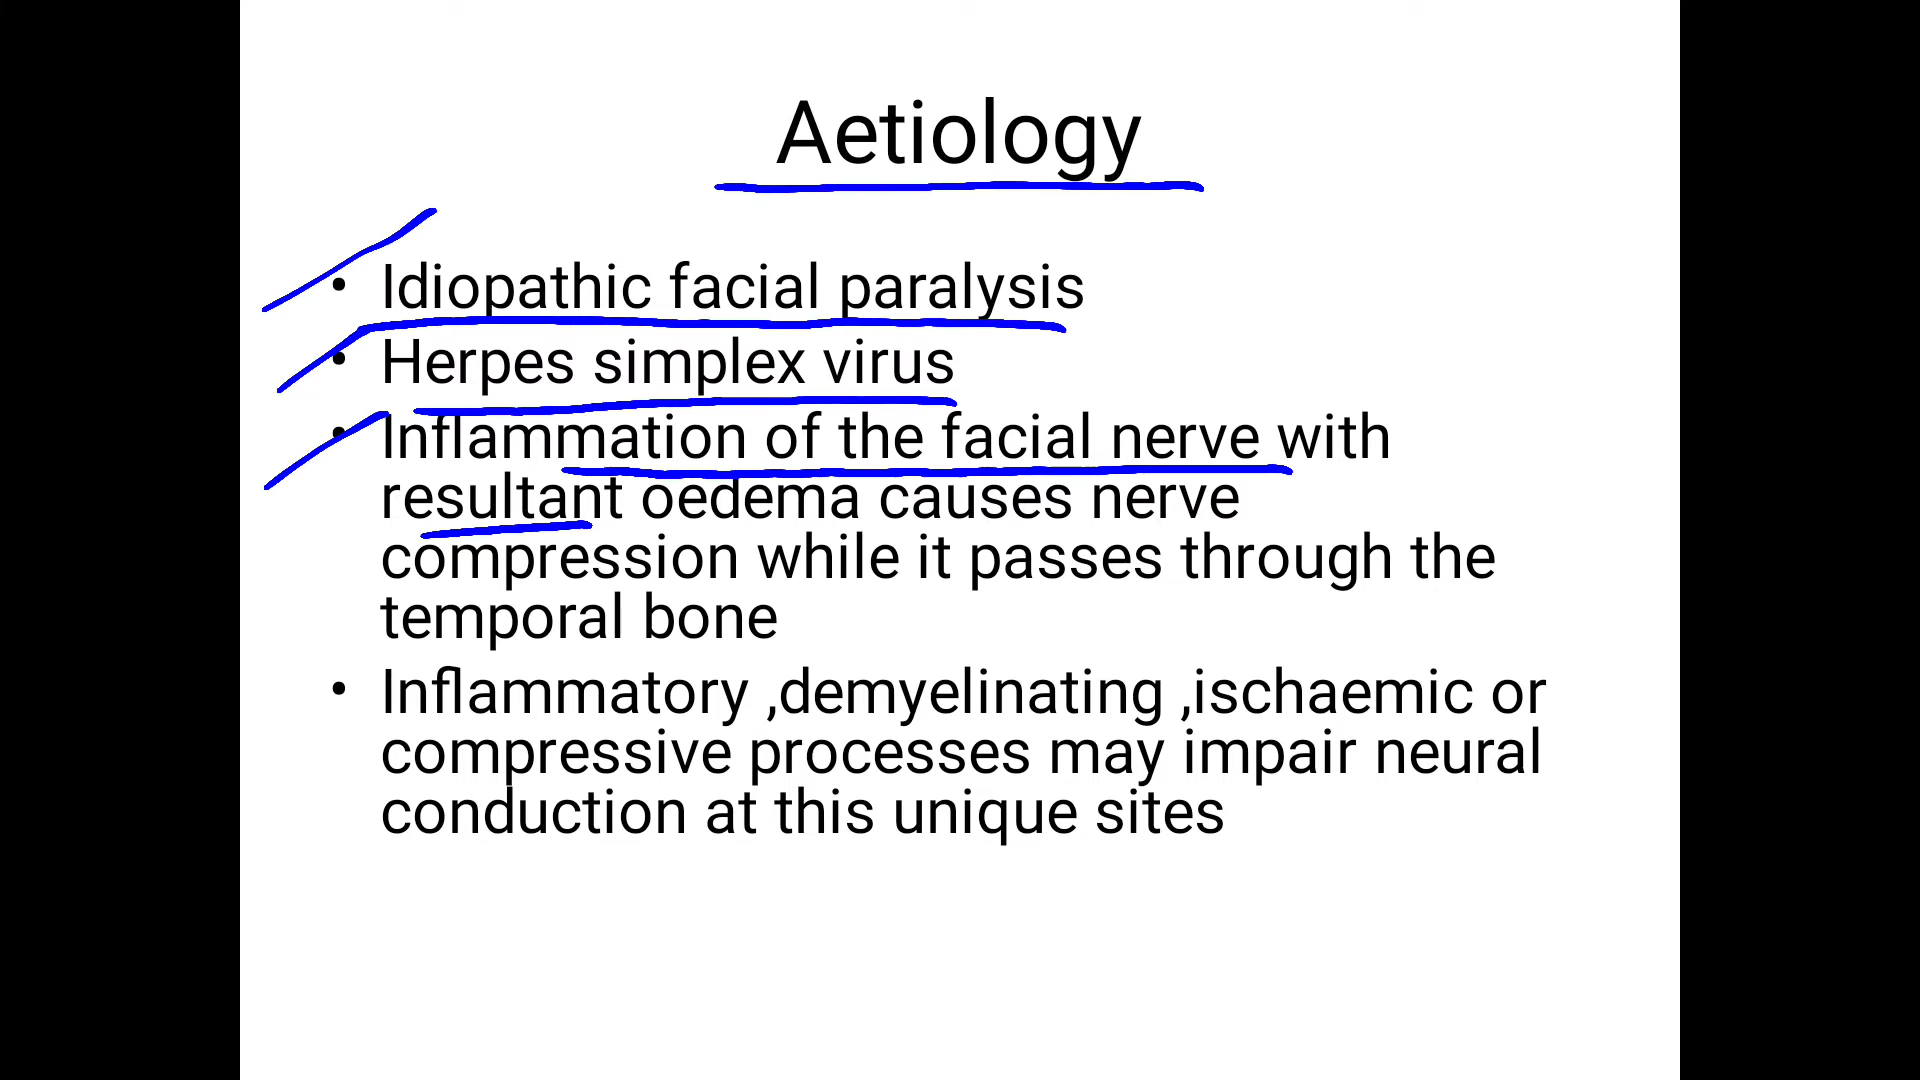 Aetiology
• Idiopathic facial paralysis
• Herpes simplex virus
• Inflammation of the facial nerve with
resultant oedema causes nerve
compression while it passes through the
temporal bone
• Inflammatory ,demyelinating ,ischaemic or
compressive processes may impair neural
conduction at this unique sites